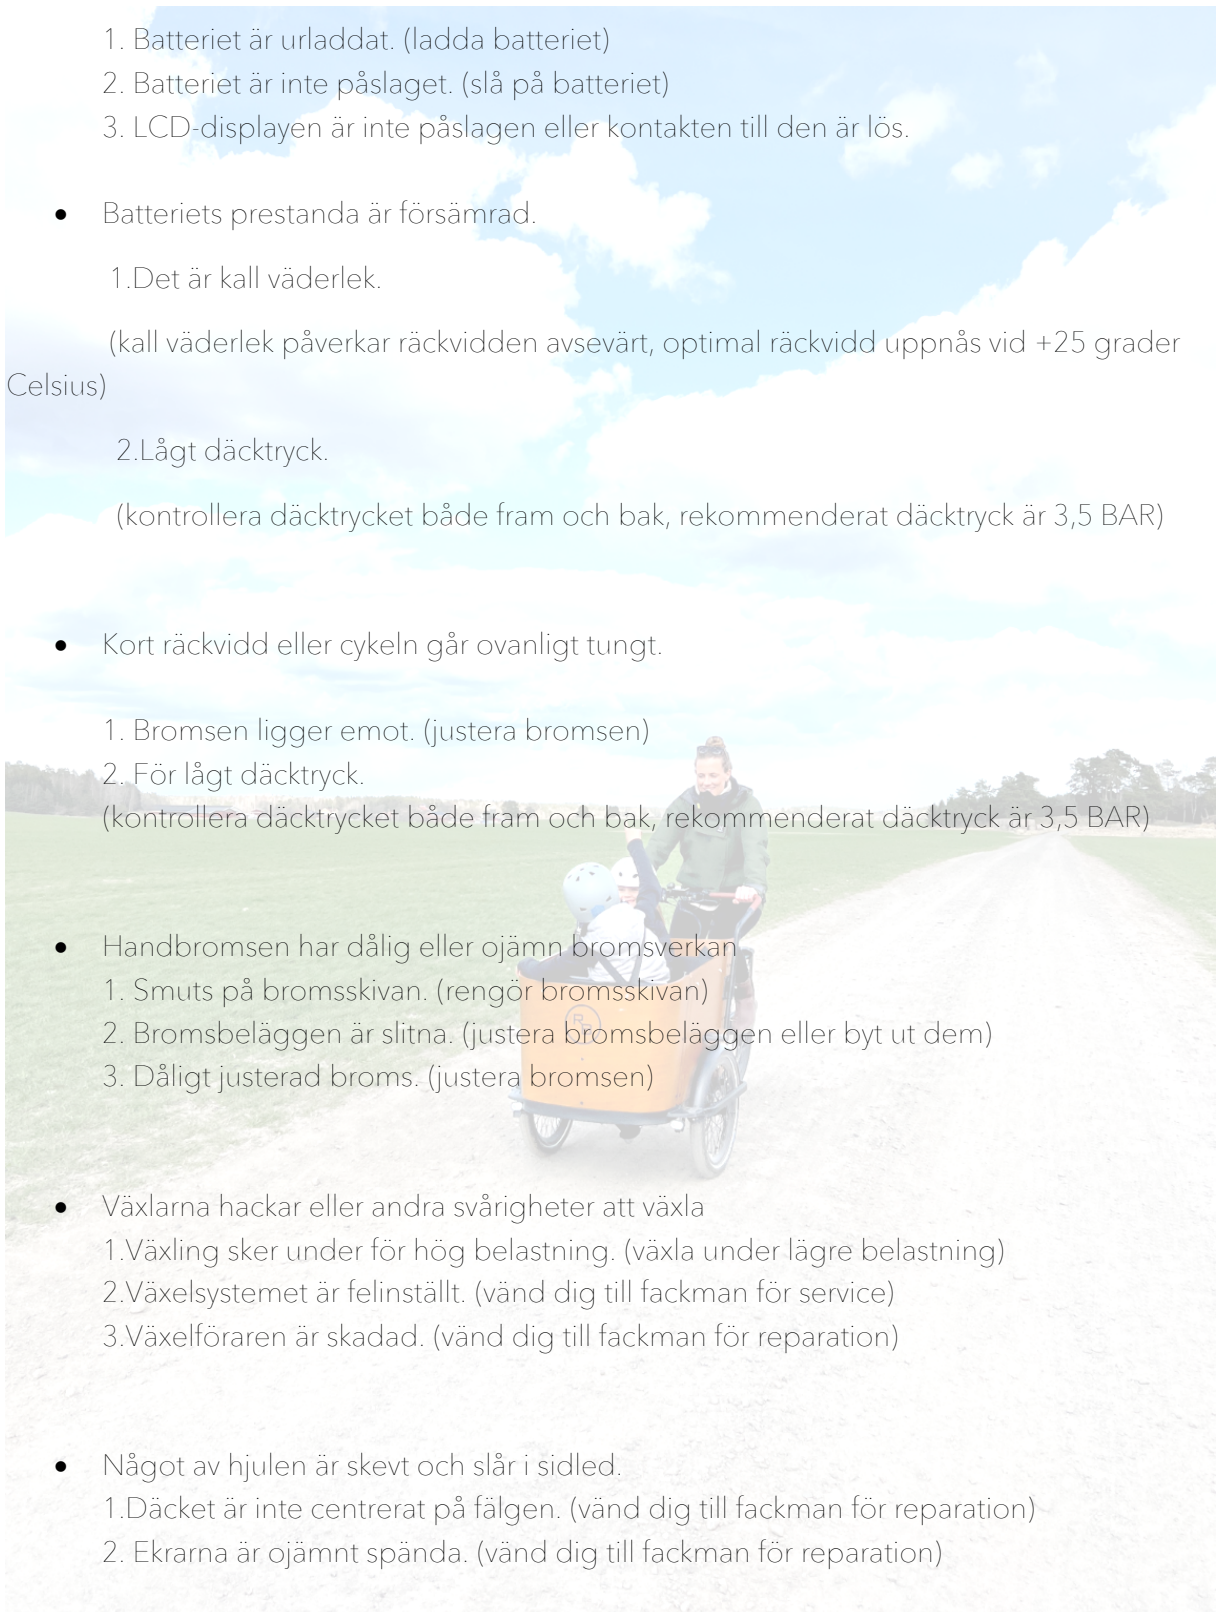 1. Batteriet är urladdat. (ladda batteriet)
2. Batteriet är inte påslaget. (slå på batteriet)
3. LCD-displayen är inte påslagen eller kontakten till den är lös.
• Batteriets prestanda är försämrad.
1.Det är kall väderlek.
(kall väderlek påverkar räckvidden avsevärt, optimal räckvidd uppnås vid +25 grader
Celsius)
2.Lågt däcktryck.
(kontrollera däcktrycket både fram och bak, rekommenderat däcktryck är 3,5 BAR)
• Kort räckvidd eller cykeln går ovanligt tungt.
1. Bromsen ligger emot. (justera bromsen)
2. För lågt däcktryck.
(kontrollera däcktrycket både fram och bak, rekommenderat däcktryck är 3,5 BAR)
• Handbromsen har dålig eller ojämn bromsverkan
1. Smuts på bromsskivan. (rengör bromsskivan)
2. Bromsbeläggen är slitna. (justera bromsbeläggen eller byt ut dem)
3. Dåligt justerad broms. (justera bromsen)
• Växlarna hackar eller andra svårigheter att växla
1.Växling sker under för hög belastning. (växla under lägre belastning)
2.Växelsystemet är felinställt. (vänd dig till fackman för service)
3.Växelföraren är skadad. (vänd dig till fackman för reparation)
• Något av hjulen är skevt och slår i sidled.
1.Däcket är inte centrerat på fälgen. (vänd dig till fackman för reparation)
2. Ekrarna är ojämnt spända. (vänd dig till fackman för reparation)